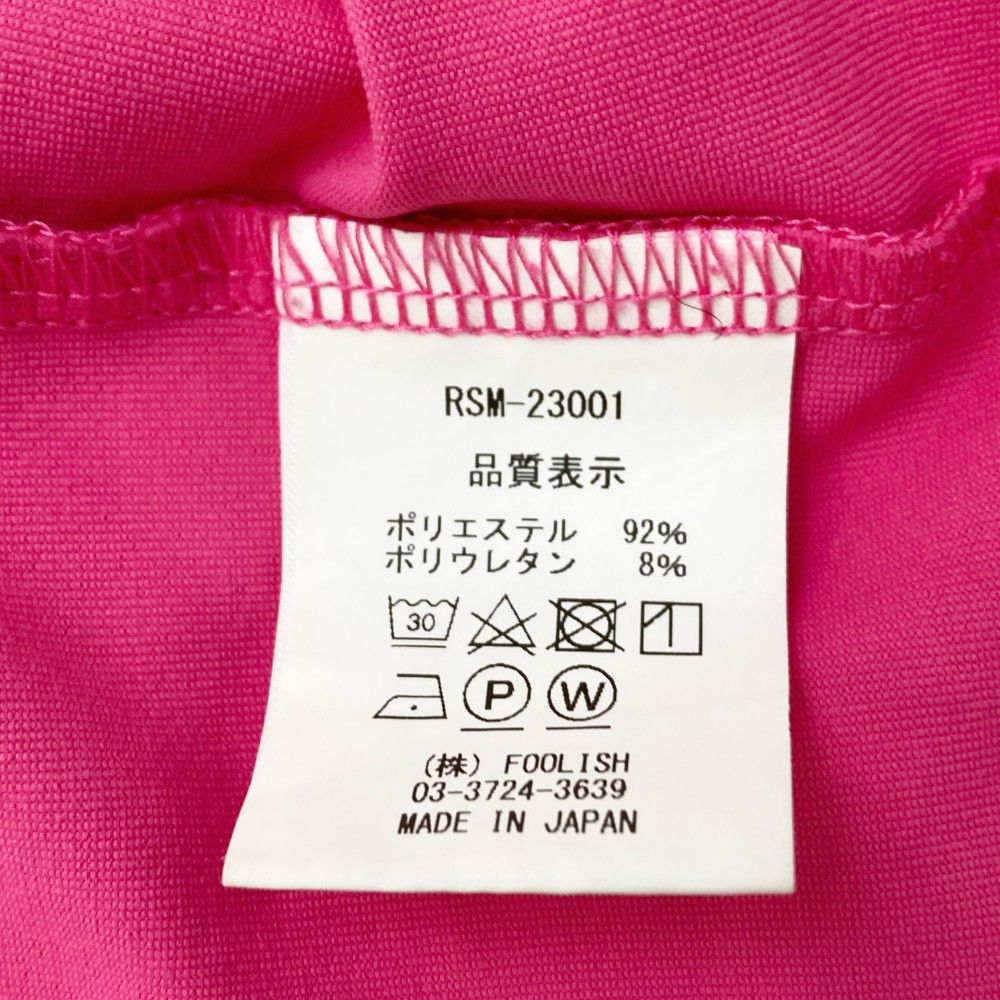 RSM-23001
品質表示
ポリエステル 92%
ポリウレタン 8%
30
P W
(株) FOOLISH
03-3724-3639
MADE IN JAPAN